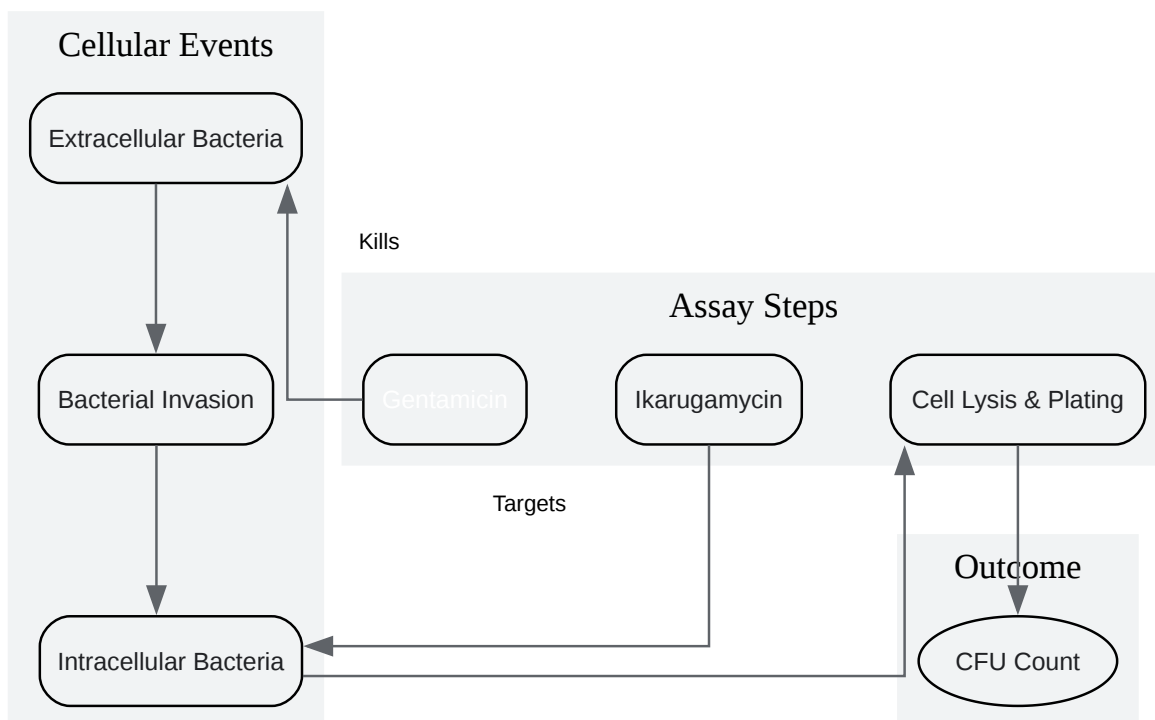 Cellular Events
Extracellular Bacteria
Kills
Assay Steps
Bacterial Invasion
Gentamicin
Ikarugamycin
Cell Lysis & Plating
Targets
Outcome
Intracellular Bacteria
CFU Count